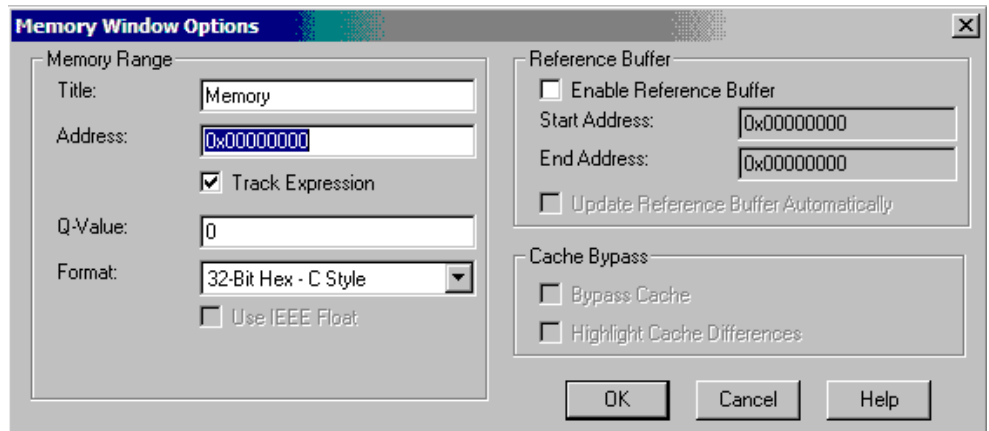 Memory Window Options
Memory Range
Title:
Memory
Address:
0x00000000
Track Expression
Q-Value:
0
Format:
32-Bit Hex - C Style
Use IEEE Float
Reference Buffer
Enable Reference Buffer
Start Address:
0x00000000
End Address:
0x00000000
Update Reference Buffer Automatically
Cache Bypass
Bypass Cache
Highlight Cache Differences
OK
Cancel
Help